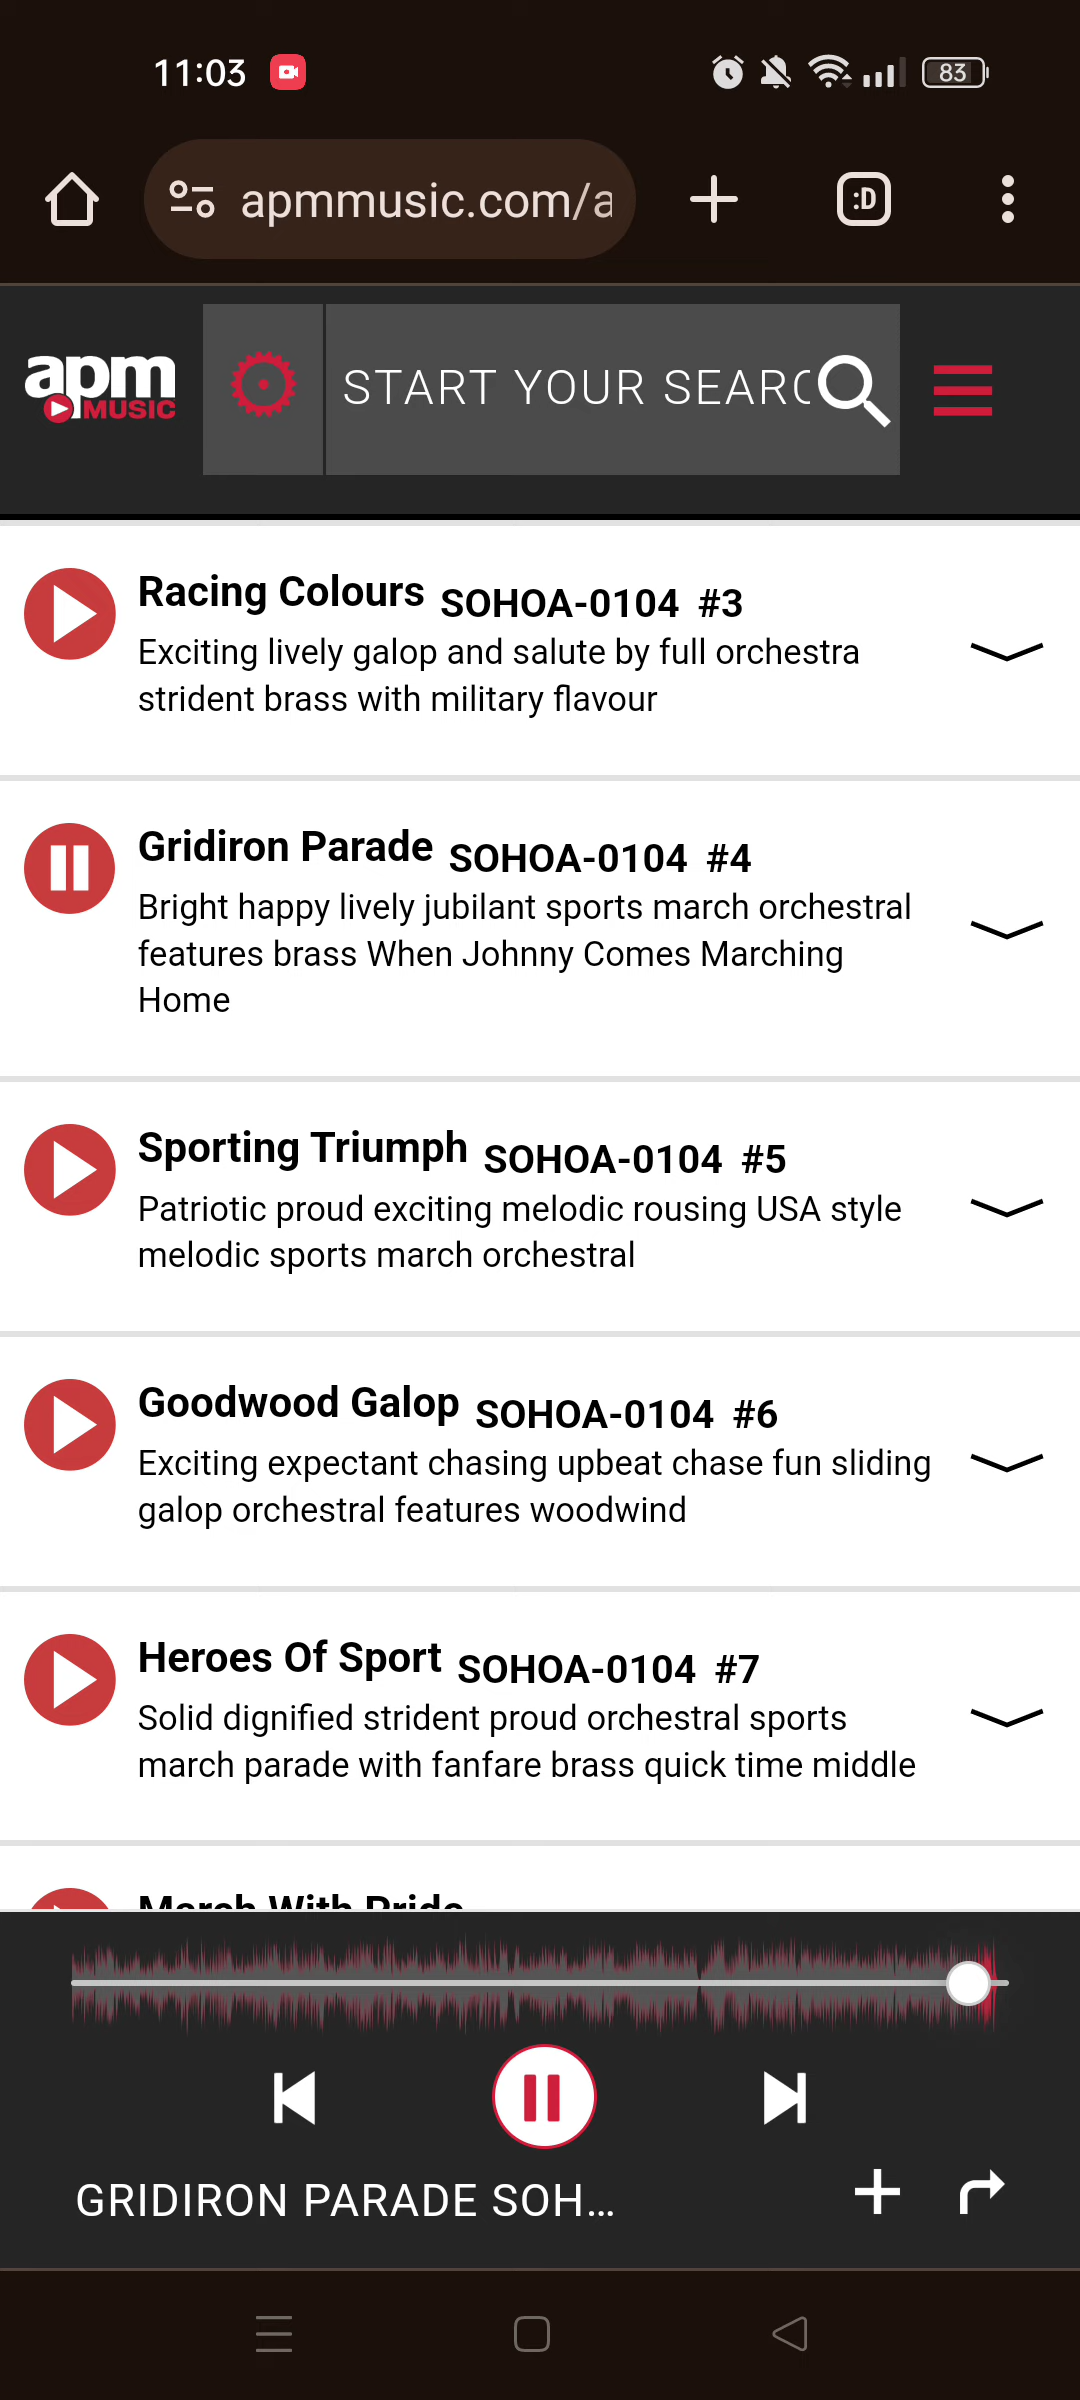 11:03
83
apmmusic.com/a
:D
apm
MUSIC
START YOUR SEARC
Racing Colours SOHOA-0104 #3
Exciting lively galop and salute by full orchestra
strident brass with military flavour
Gridiron Parade SOHOA-0104 #4
Bright happy lively jubilant sports march orchestral
features brass When Johnny Comes Marching
Home
Sporting Triumph SOHOA-0104 #5
Patriotic proud exciting melodic rousing USA style
melodic sports march orchestral
Goodwood Galop SOHOA-0104 #6
Exciting expectant chasing upbeat chase fun sliding
galop orchestral features woodwind
Heroes Of Sport SOHOA-0104 #7
Solid dignified strident proud orchestral sports
march parade with fanfare brass quick time middle
March With Pride
GRIDIRON PARADE SOH...